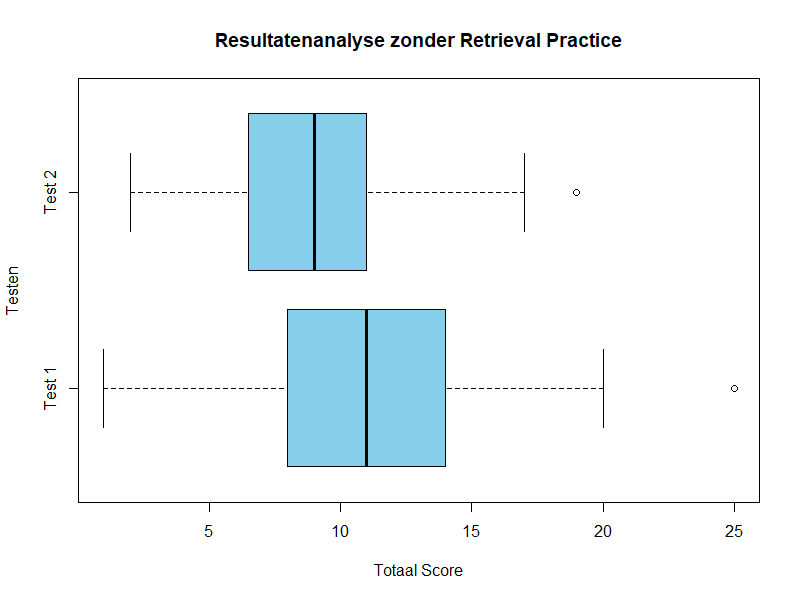 Resultatenanalyse zonder Retrieval Practice
Test 2
Testen
Test 1
5 10 15 20 25
Totaal Score